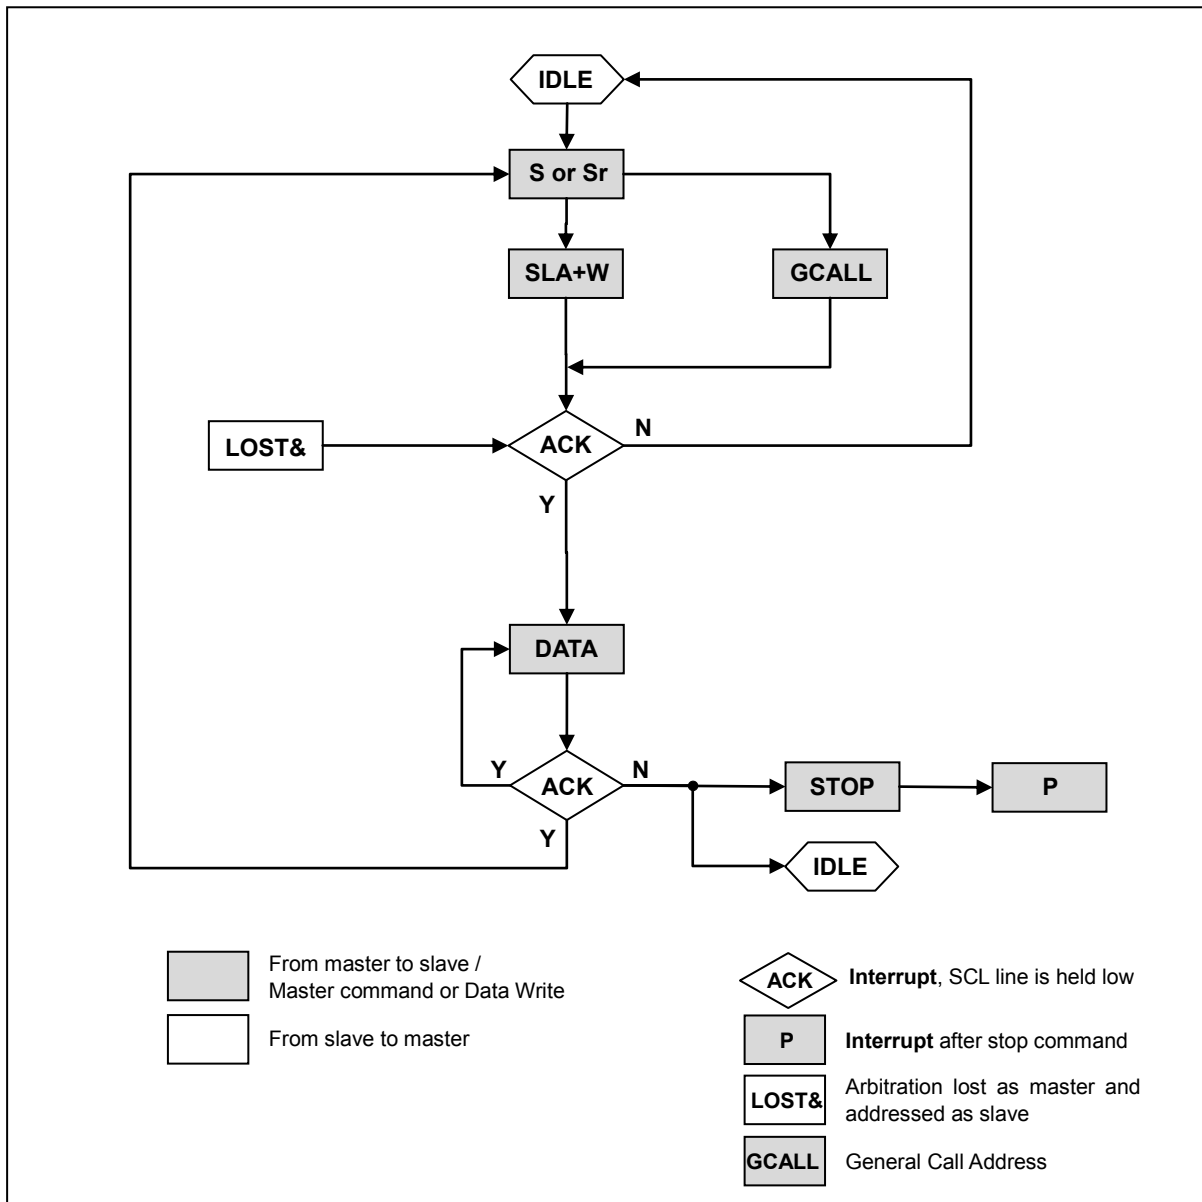 IDLE
S or Sr
SLA+W
GCALL
LOST&
ACK
N
Y
DATA
Y
ACK
N
STOP
P
Y
IDLE
From master to slave /
Master command or Data Write
From slave to master
ACK
Interrupt, SCL line is held low
P
Interrupt after stop command
LOST&
Arbitration lost as master and
addressed as slave
GCALL
General Call Address